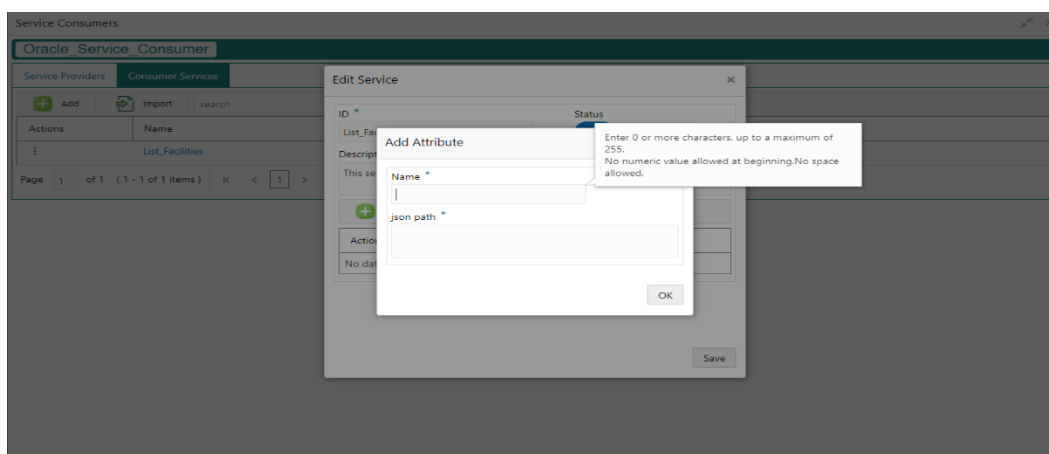 Service Consumers
Oracle_Service_Consumer
Service Providers Consumer Services
Add Import search
Actions Name
List_Facilities
Page 1 of 1 (1 - 1 of 1 items) K < 1 >
Edit Service ×
ID * Status
List_Fa
Descript
This se
Action
No dat
Save
Add Attribute
Name *
json path *
OK
Enter 0 or more characters, up to a maximum of
255.
No numeric value allowed at beginning.No space
allowed.